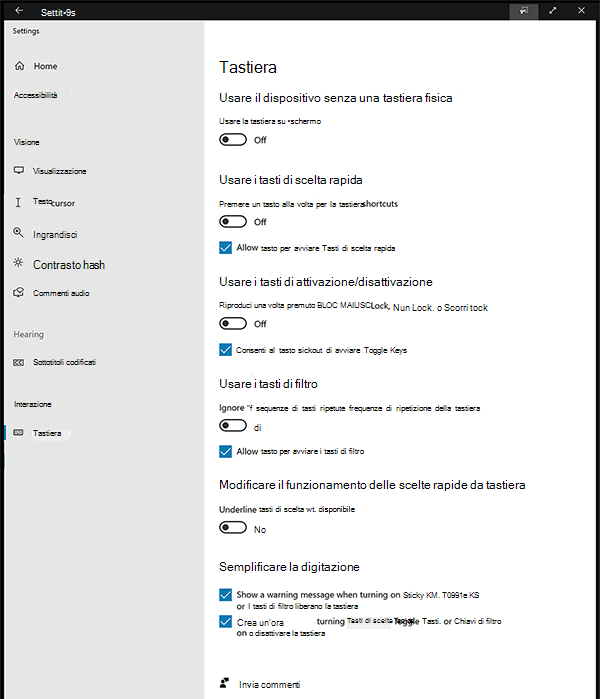 Settit•9s
Settings
Home
Accessibilità
Visione
Visualizzazione
Testo cursor
Ingrandisci
Contrasto hash
Commenti audio
Hearing
Sottotitoli codificati
Interazione
Tastiera
Tastiera
Usare il dispositivo senza una tastiera fisica
Usare la tastiera su •schermo
Off
Usare i tasti di scelta rapida
Premere un tasto alla volta per la tastiera shortcuts
Off
Allow tasto per avviare Tasti di scelta rapida
Usare i tasti di attivazione/disattivazione
Riproduci una volta premuto BLOC MAIUSC Lock, Nun Lock. o Scorri tock
Off
Consenti al tasto sickout di avviare Toggle Keys
Usare i tasti di filtro
Ignore "f sequenze di tasti ripetute frequenze di ripetizione della tastiera
di
Allow tasto per avviare i tasti di filtro
Modificare il funzionamento delle scelte rapide da tastiera
Underline tasti di scelta wt. disponibile
No
Semplificare la digitazione
Show a warning message when turning on Sticky KM. T0991e KS
or I tasti di filtro liberano la tastiera
Crea un'ora turning Testi di scelta Toggle Tasti. or Chiavi di filtro
on o disattivare la tastiera
Invia commenti